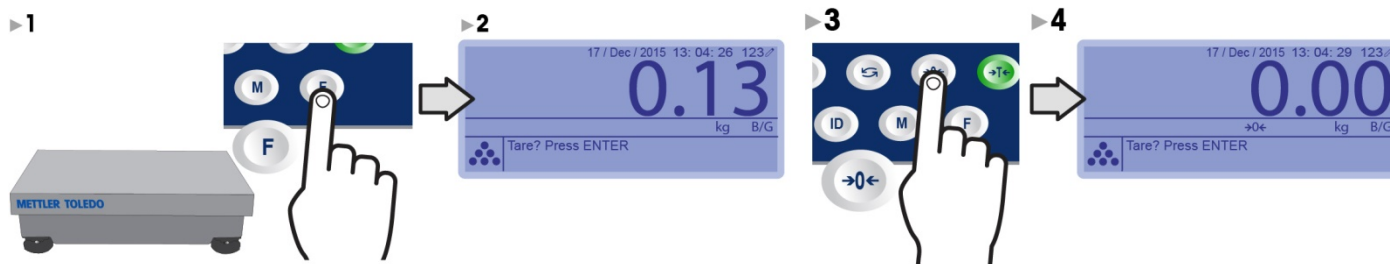 ▶1
METTLER TOLEDO
M
F
F
▶2
17 / Dec / 2015 13: 04: 26 123
0.13
kg B/G
Tare? Press ENTER
▶3
→T←
ID
M
F
→0←
▶4
17 / Dec / 2015 13: 04: 29 123
0.00
→0← kg B/G
Tare? Press ENTER